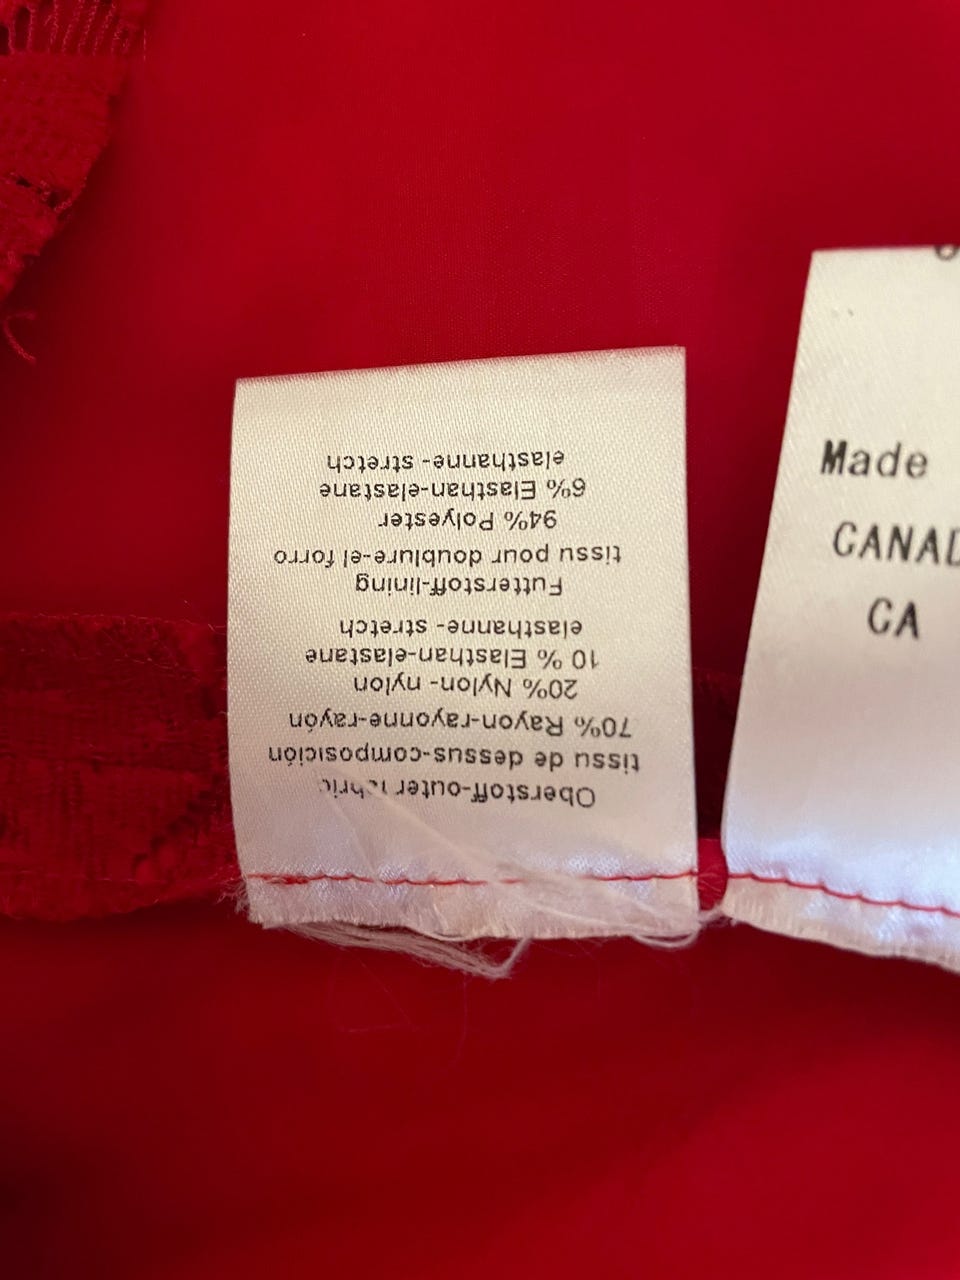 Oberstoff-outer fabric
tissu de dessus-composición
70% Rayon-rayonne-rayón
20% Nylon -nylon
10 % Elasthan-elastane
elasthanne- stretch
Futterstoff-lining
tissu pour doublure-el forro
94% Polyester
6% Elasthan-elastane
elasthanne- stretch
Made
CANAD
CA